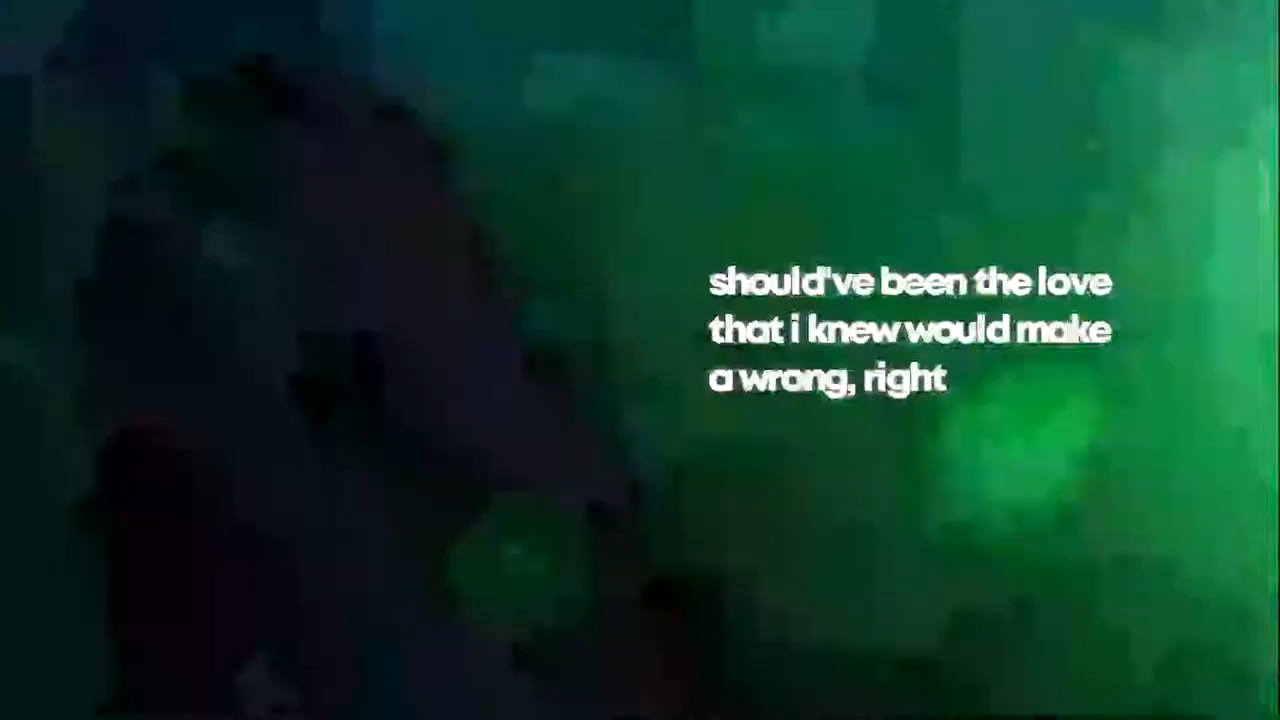 should've been the love
that i knew would make
a wrong, right